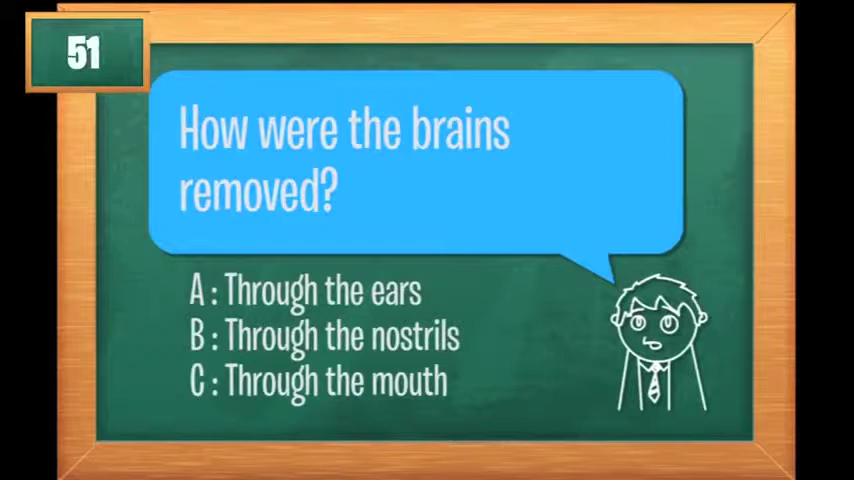 51
How were the brains
removed?
A : Through the ears
B : Through the nostrils
C : Through the mouth